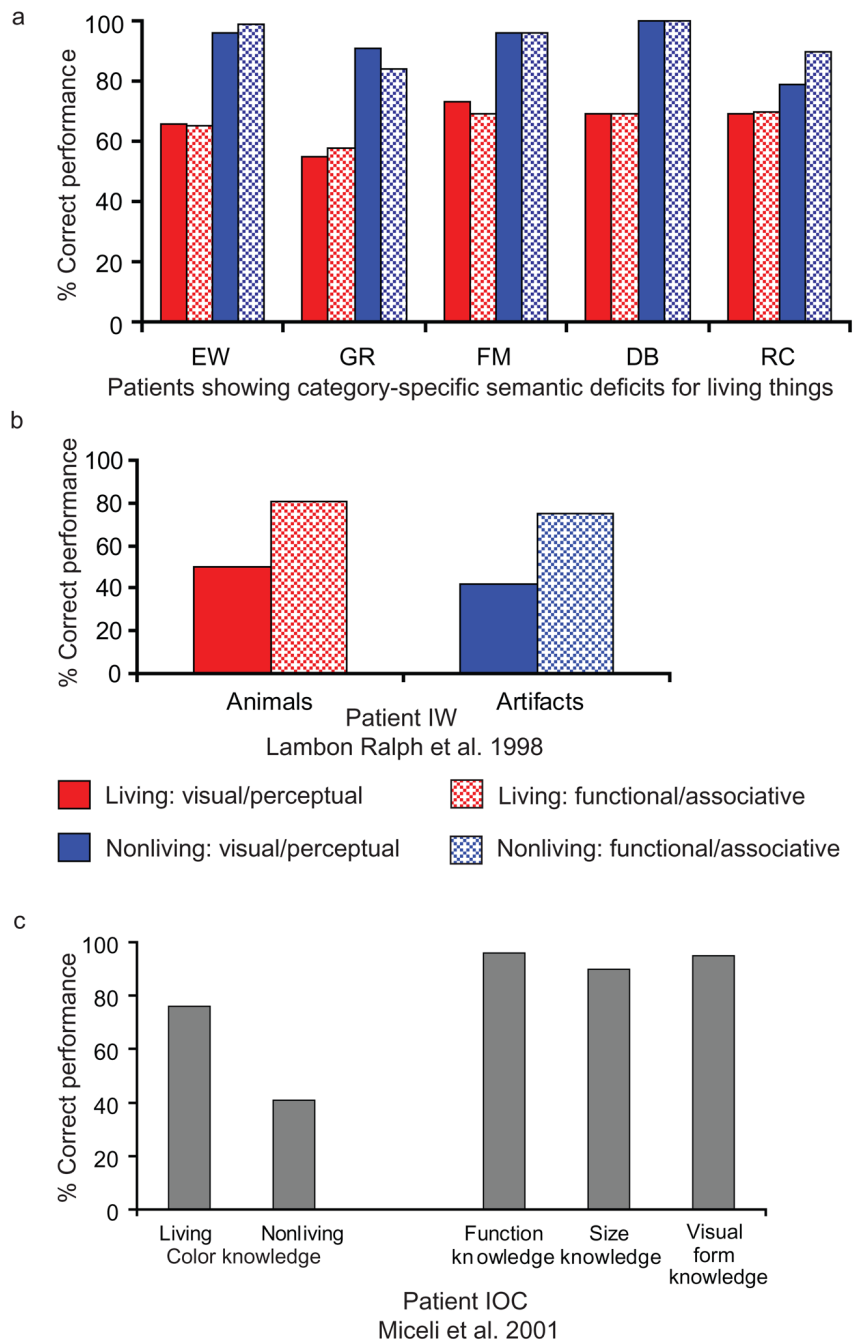 a
100
80
60
40
20
0
% Correct performance
EW GR FM DB RC
Patients showing category-specific semantic deficits for living things
b
100
80
60
40
20
0
% Correct performance
Animals Artifacts
Patient IW
Lambon Ralph et al. 1998
Living: visual/perceptual Living: functional/associative
Nonliving: visual/perceptual Nonliving: functional/associative
c
100
80
60
40
20
0
% Correct performance
Living Nonliving Function Size Visual
Color knowledge knowledge knowledge form
knowledge
Patient IOC
Miceli et al. 2001